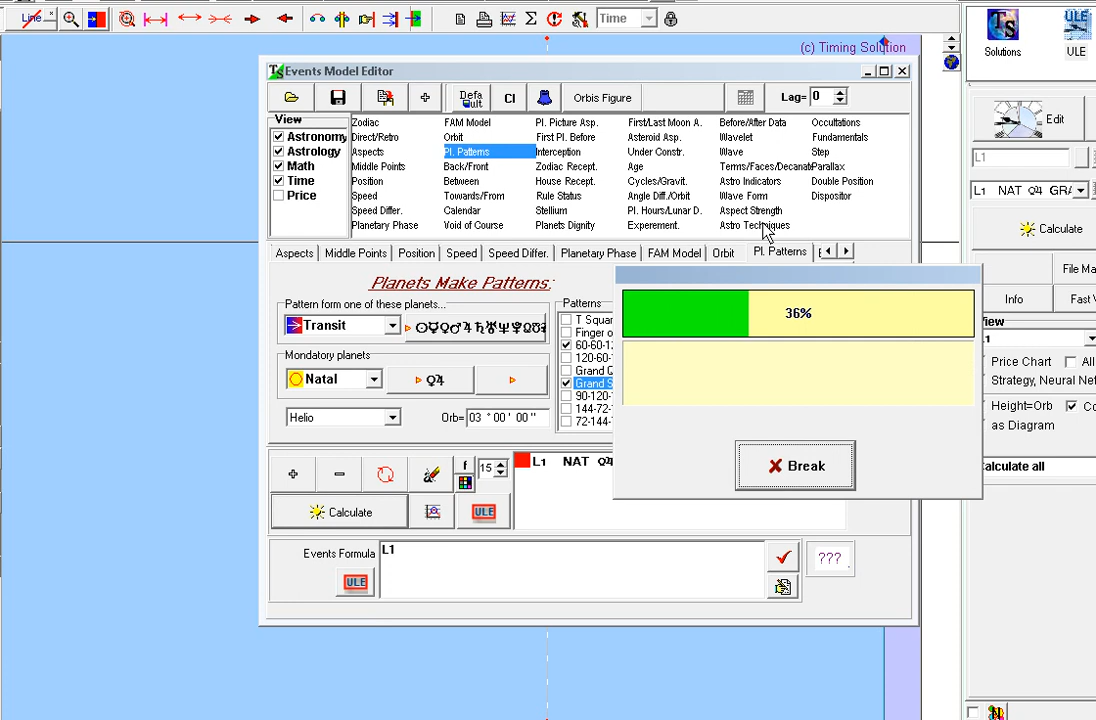 Line
Time
(c) Timing Solution
Solutions
ULE
Events Model Editor
Defa
ult
CI
Orbis Figure
Lag= 0
Edit
View
Astronomy
Astrology
Math
Time
Price
Zodiac
Direct/Retro
Aspects
Middle Points
Position
Speed
Speed Differ.
Planetary Phase
FAM Model
Orbit
Pl. Patterns
Back/Front
Between
Towards/From
Calendar
Void of Course
Pl. Picture Asp.
First Pl. Before
Interception
Zodiac Recept.
House Recept.
Rule Status
Stellium
Planets Dignity
First/Last Moon A.
Asteroid Asp.
Under Constr.
Age
Cycles/Gravit.
Angle Diff./Orbit
Pl. Hours/Lunar D.
Experement.
Before/After Data
Wavelet
Wave
Terms/Faces/Decanat
Astro Indicators
Wave Form
Aspect Strength
Astro Techniques
Occultations
Fundamentals
Step
Parallax
Double Position
Dispositor
L1
L1 NAT ☿♃ GRA
Calculate
Aspects Middle Points Position Speed Speed Differ. Planetary Phase FAM Model Orbit Pl. Patterns
File Ma
Info
Fast
Planets Make Patterns:
Pattern form one of these planets...
Transit
Mondatory planets
Natal
Helio
Orb= 03 ° 00 ' 00 "
Patterns
T Squar
Finger o
60-60-12
120-60-
Grand
Grand S
90-120-
144-72-
72-144-
36%
Break
Price Chart
All
Strategy, Neural Net
Height=Orb
as Diagram
Calculate all
f
15
L1 NAT
Calculate
ULE
Events Formula
L1
ULE
???